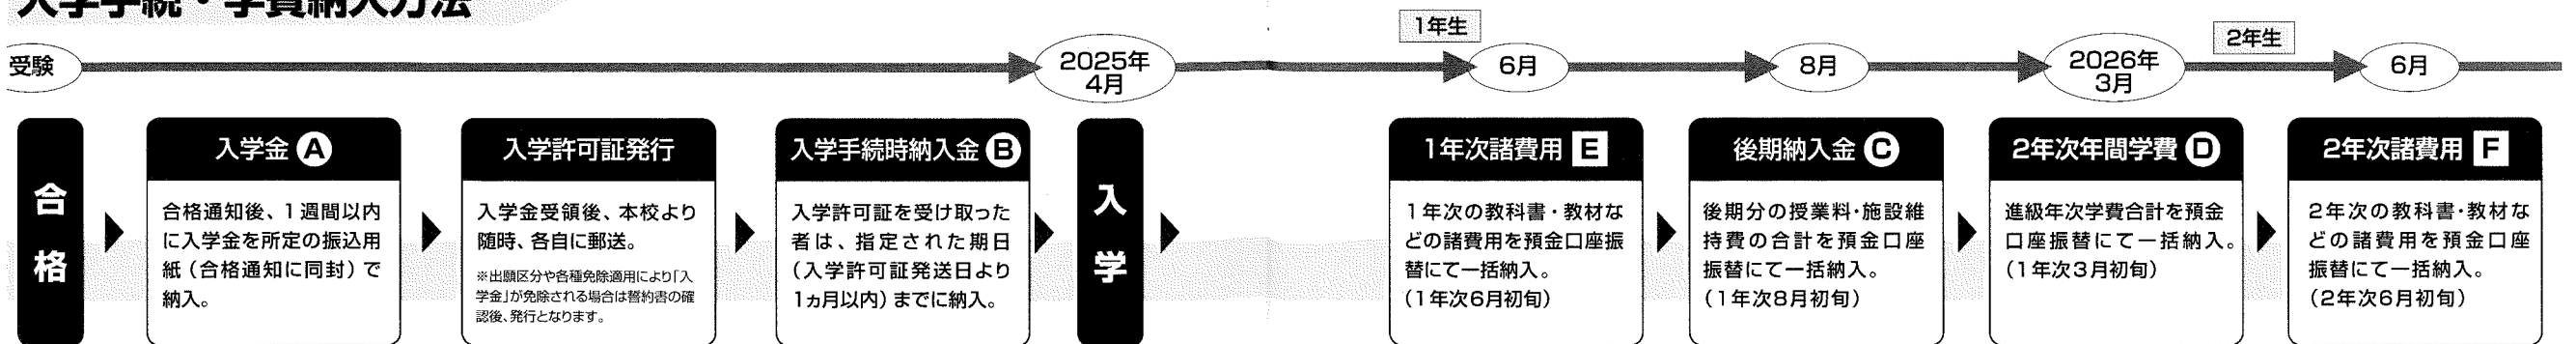 入学手続・学費納入方法
受験
2025年
4月
1年生
6月
8月
2026年
3月
2年生
6月
合格
入学金 A
合格通知後、1週間以内
に入学金を所定の振込用
紙（合格通知に同封）で
納入。
入学許可証発行
入学金受領後、本校より
随時、各自に郵送。
※出願区分や各種免除適用により「入
学金」が免除される場合は誓約書の確
認後、発行となります。
入学手続時納入金 B
入学許可証を受け取った
者は、指定された期日
（入学許可証発送日より
1ヵ月以内）までに納入。
入学
1年次諸費用 E
1年次の教科書・教材な
どの諸費用を預金口座振
替にて一括納入。
（1年次6月初旬）
後期納入金 C
後期分の授業料・施設維
持費の合計を預金口座
振替にて一括納入。
（1年次8月初旬）
2年次年間学費 D
進級年次学費合計を預金
口座振替にて一括納入。
（1年次3月初旬）
2年次諸費用 F
2年次の教科書・教材な
どの諸費用を預金口座
振替にて一括納入。
（2年次6月初旬）